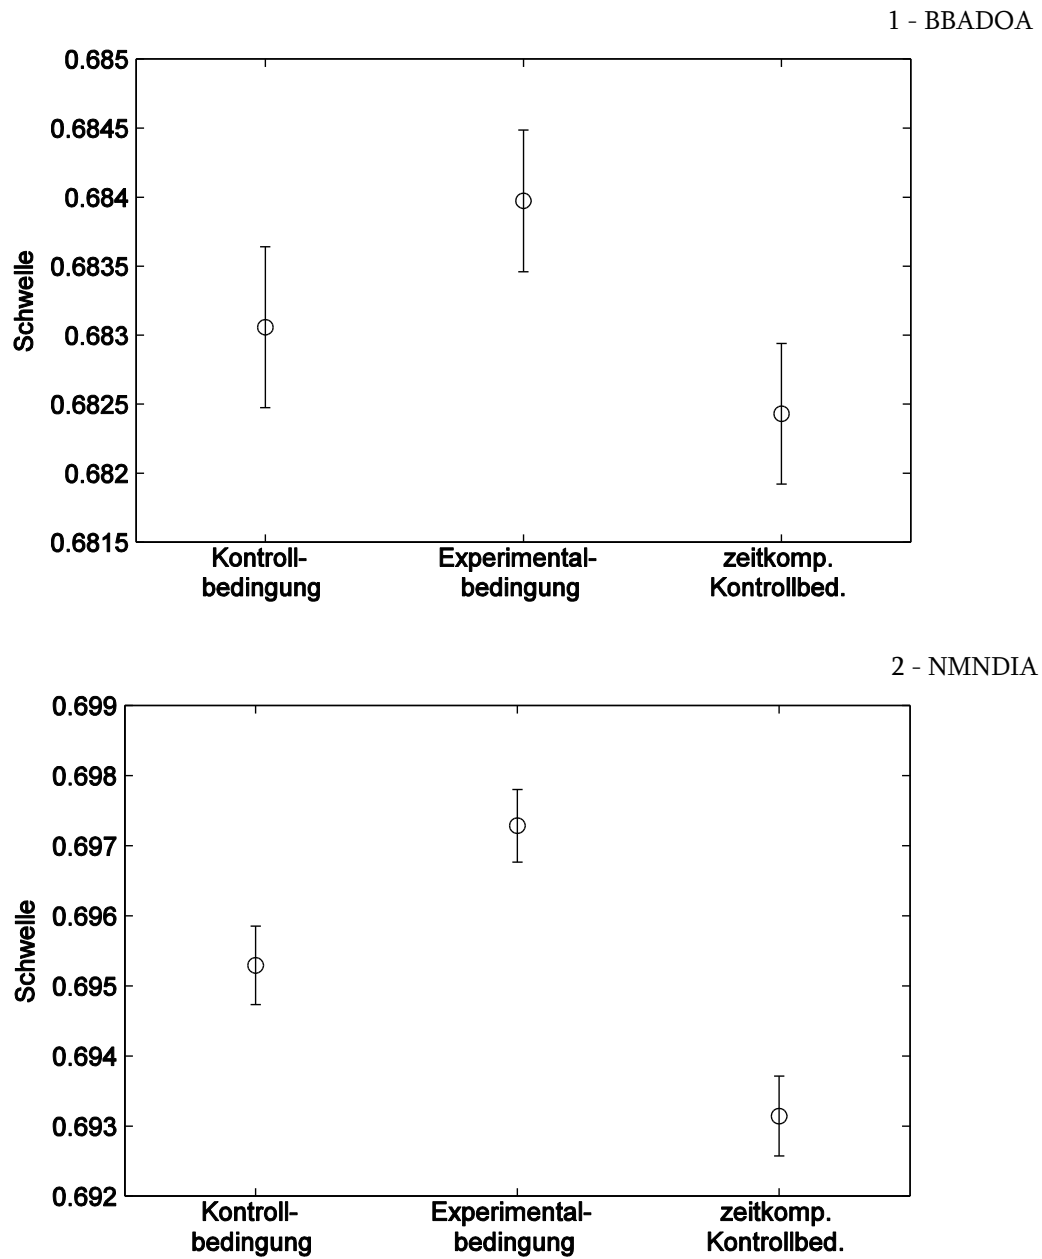 1 - BBADOA
0.685
0.6845
0.684
0.6835
0.683
0.6825
0.682
0.6815
Schwelle
Kontroll-
bedingung
Experimental-
bedingung
zeitkomp.
Kontrollbed.
2 - NMNDIA
0.699
0.698
0.697
0.696
0.695
0.694
0.693
0.692
Schwelle
Kontroll-
bedingung
Experimental-
bedingung
zeitkomp.
Kontrollbed.